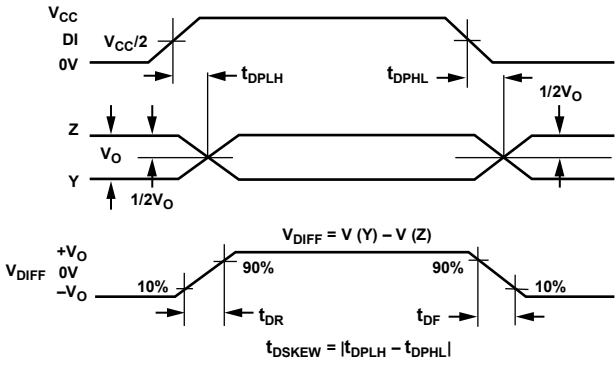 VCC
DI VCC/2
0V
tDPLH tDPHL
1/2VO
Z
VO
Y
1/2VO
VDIFF = V (Y) – V (Z)
+VO
VDIFF 0V
–VO
10% 90% 90% 10%
tDR tDF
tDSKEW = |tDPLH – tDPHL|